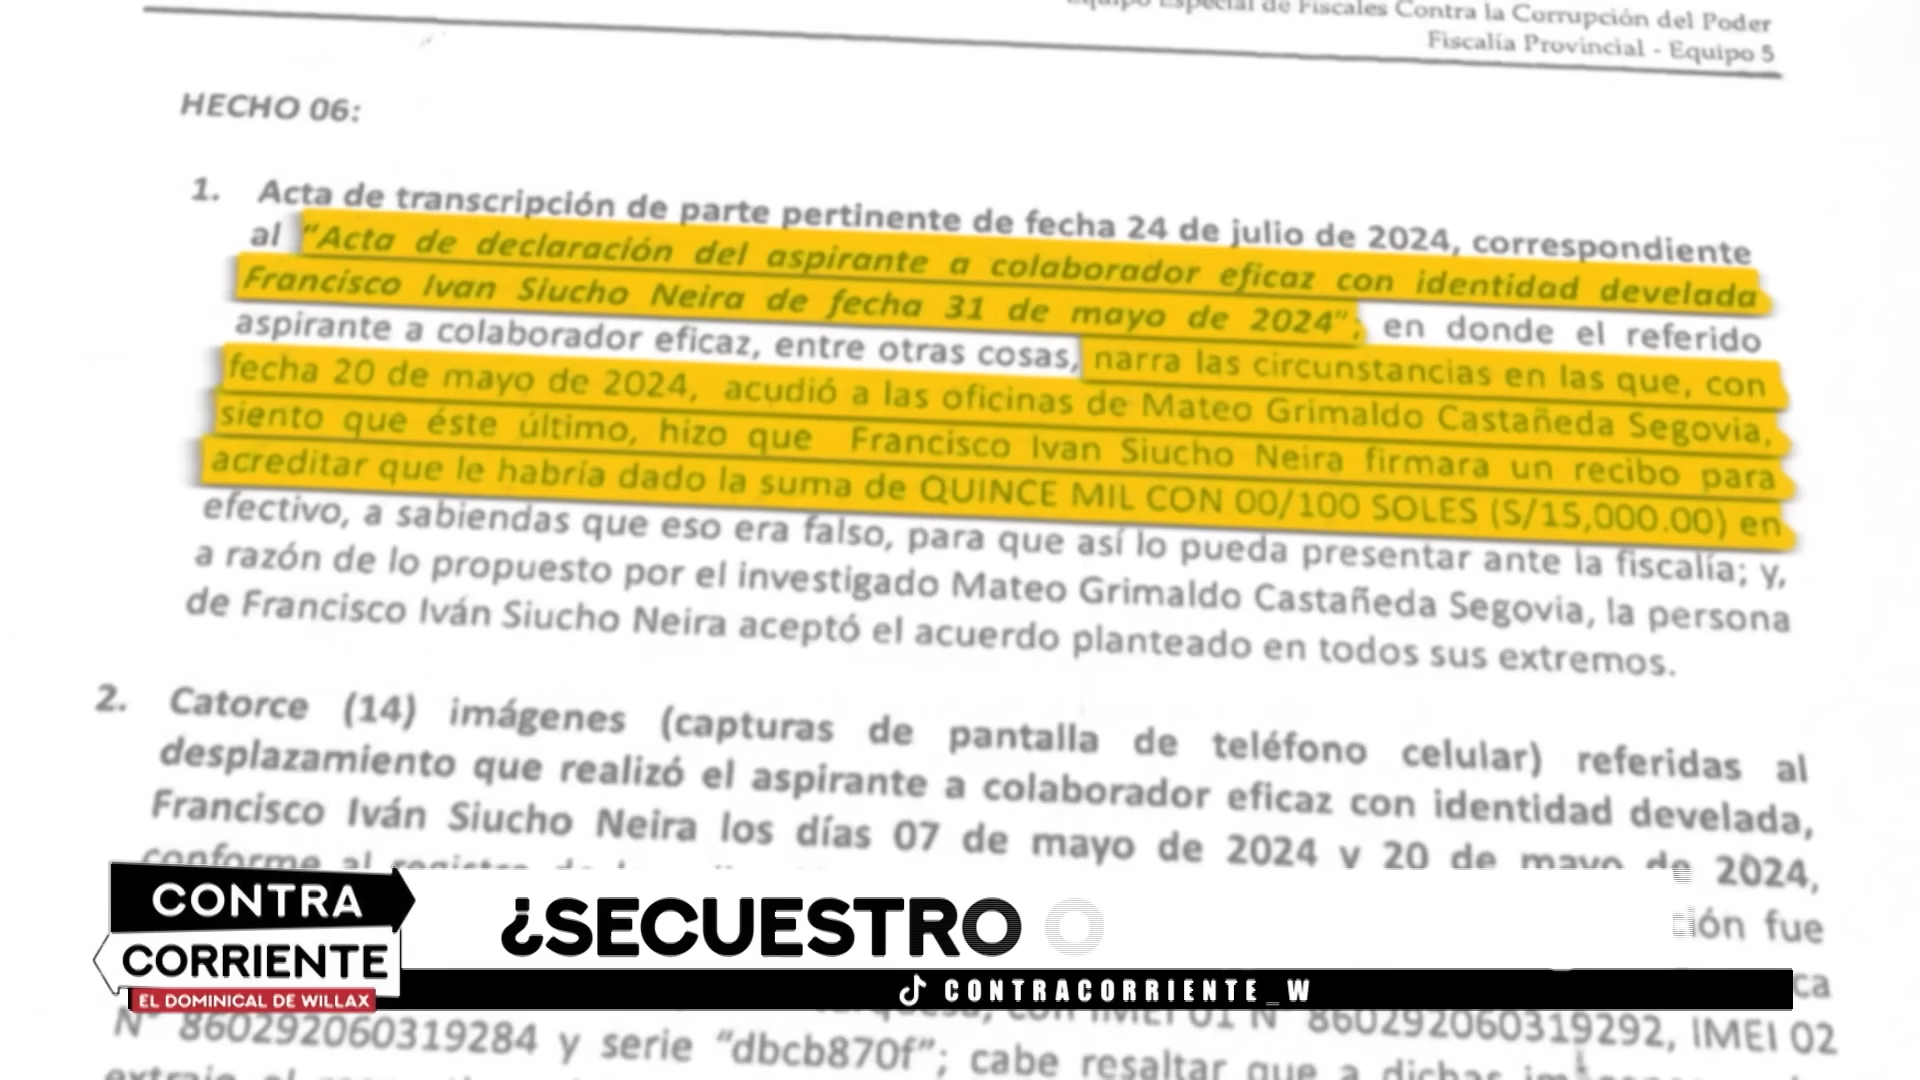 Equipo Especial de Fiscales Contra la Corrupción del Poder
Fiscalía Provincial - Equipo 5
HECHO 06:
1. Acta de transcripción de parte pertinente de fecha 24 de julio de 2024, correspondiente
al “Acta de declaración del aspirante a colaborador eficaz con identidad develada
Francisco Ivan Siucho Neira de fecha 31 de mayo de 2024”; en donde el referido
aspirante a colaborador eficaz, entre otras cosas, narra las circunstancias en las que, con
fecha 20 de mayo de 2024, acudió a las oficinas de Mateo Grimaldo Castañeda Segovia,
siento que éste último, hizo que Francisco Ivan Siucho Neira firmara un recibo para
acreditar que le habría dado la suma de QUINCE MIL CON 00/100 SOLES (S/15,000.00) en
efectivo, a sabiendas que eso era falso, para que así lo pueda presentar ante la fiscalía; y,
a razón de lo propuesto por el investigado Mateo Grimaldo Castañeda Segovia, la persona
de Francisco Iván Siucho Neira aceptó el acuerdo planteado en todos sus extremos.
2. Catorce (14) imágenes (capturas de pantalla de teléfono celular) referidas al
desplazamiento que realizó el aspirante a colaborador eficaz con identidad develada,
Francisco Iván Siucho Neira los días 07 de mayo de 2024 y 20 de mayo de 2024,
conforme al registro
CONTRA
CORRIENTE
EL DOMINICAL DE WILLAX
¿SECUESTRO O
ión fue
CONTRACORRIENTE_W
ca
con IMEI 01 N° 860292060319292, IMEI 02
N° 860292060319284 y serie “dbcb870f”; cabe resaltar que a dichas